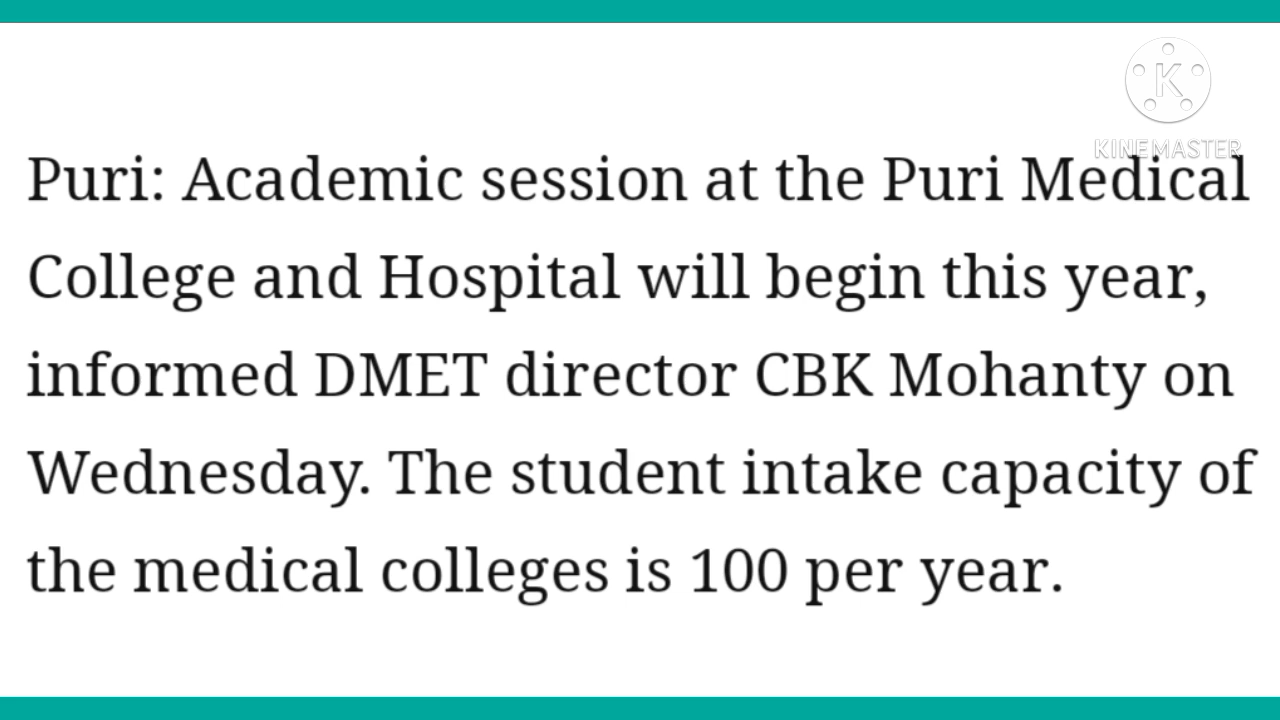 KINEMASTER
Puri: Academic session at the Puri Medical
College and Hospital will begin this year,
informed DMET director CBK Mohanty on
Wednesday. The student intake capacity of
the medical colleges is 100 per year.